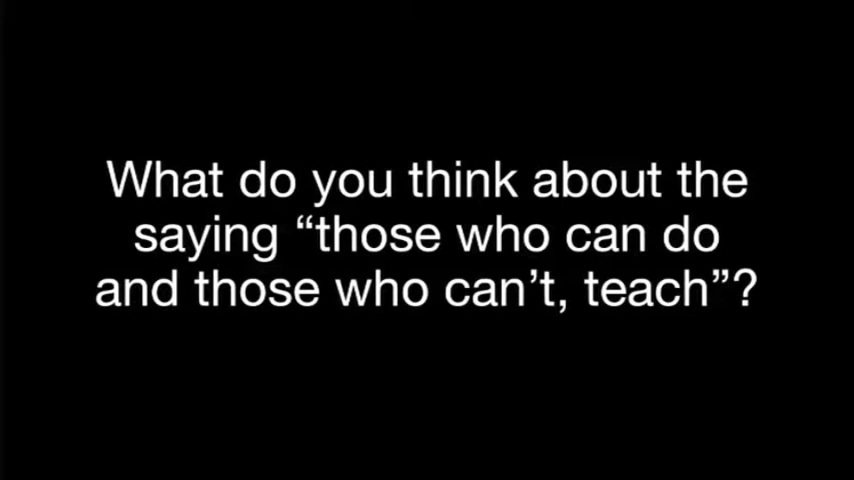 What do you think about the
saying “those who can do
and those who can’t, teach”?